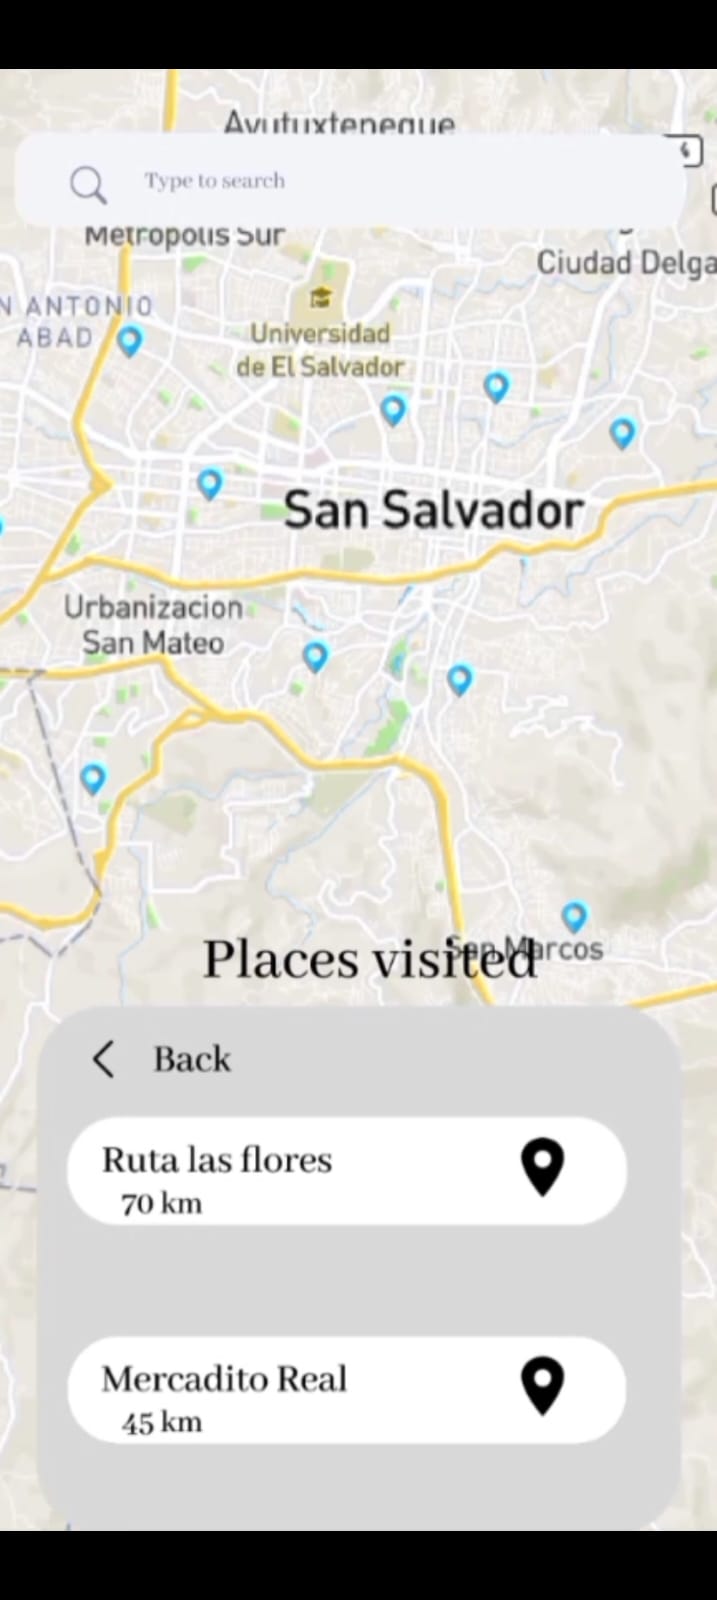 Ayutuxtepeque
6
Type to search
Metropolis Sur
Ciudad Delga
N ANTONIO
ABAD
Universidad
de El Salvador
San Salvador
Urbanizacion
San Mateo
San Marcos
Places visited
Back
Ruta las flores
70 km
Mercadito Real
45 km